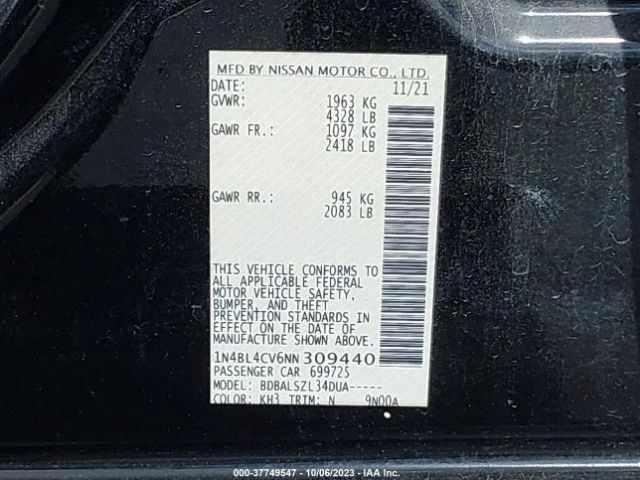 MFD BY NISSAN MOTOR CO., LTD.
DATE: 11/21
GVWR: 1963 KG
4328 LB
GAWR FR.: 1097 KG
2418 LB
GAWR RR.: 945 KG
2083 LB
THIS VEHICLE CONFORMS TO
ALL APPLICABLE FEDERAL
MOTOR VEHICLE SAFETY,
BUMPER, AND THEFT
PREVENTION STANDARDS IN
EFFECT ON THE DATE OF
MANUFACTURE SHOWN ABOVE.
1N4BL4CV6NN 309440
PASSENGER CAR 699725
MODEL: BDBALSZL34DUA-----
COLOR: KH3 TRIM: N 9N00A
000-37749547 - 10/06/2023 - IAA Inc.